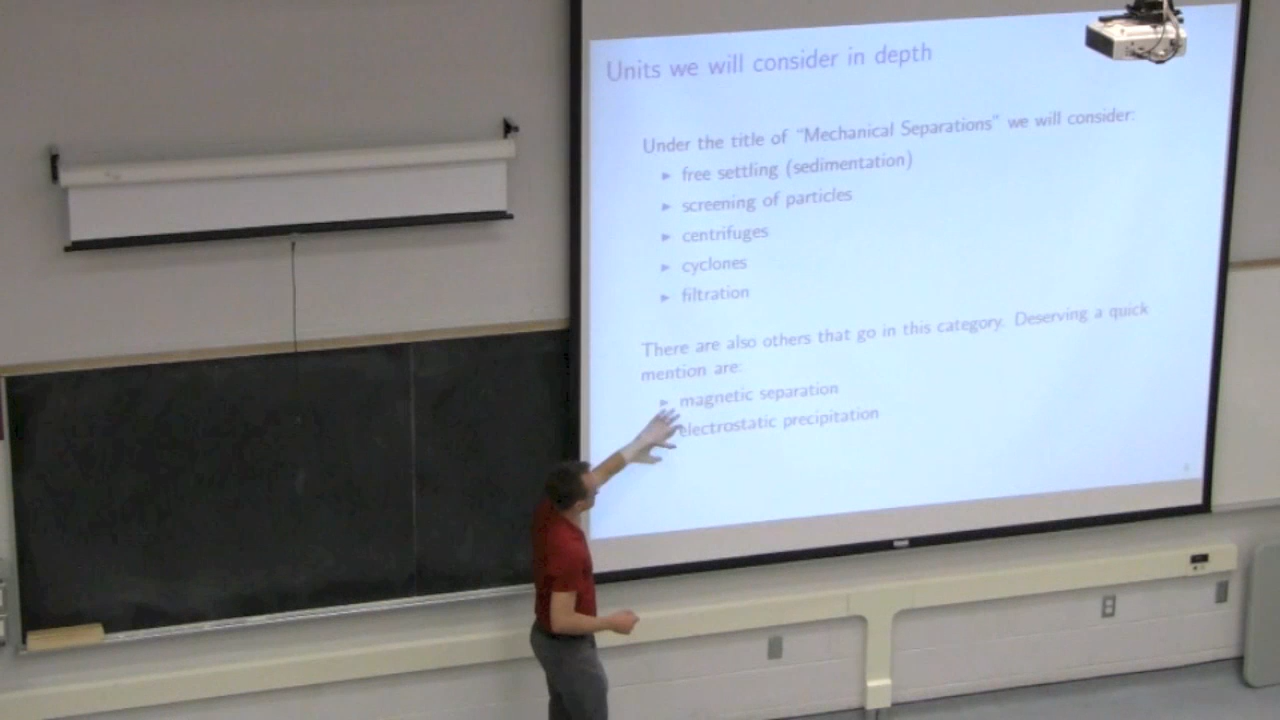 Units we will consider in depth
Under the title of "Mechanical Separations" we will consider:
► free settling (sedimentation)
► screening of particles
► centrifuges
► cyclones
► filtration
There are also others that go in this category. Deserving a quick
mention are:
► magnetic separation
electrostatic precipitation